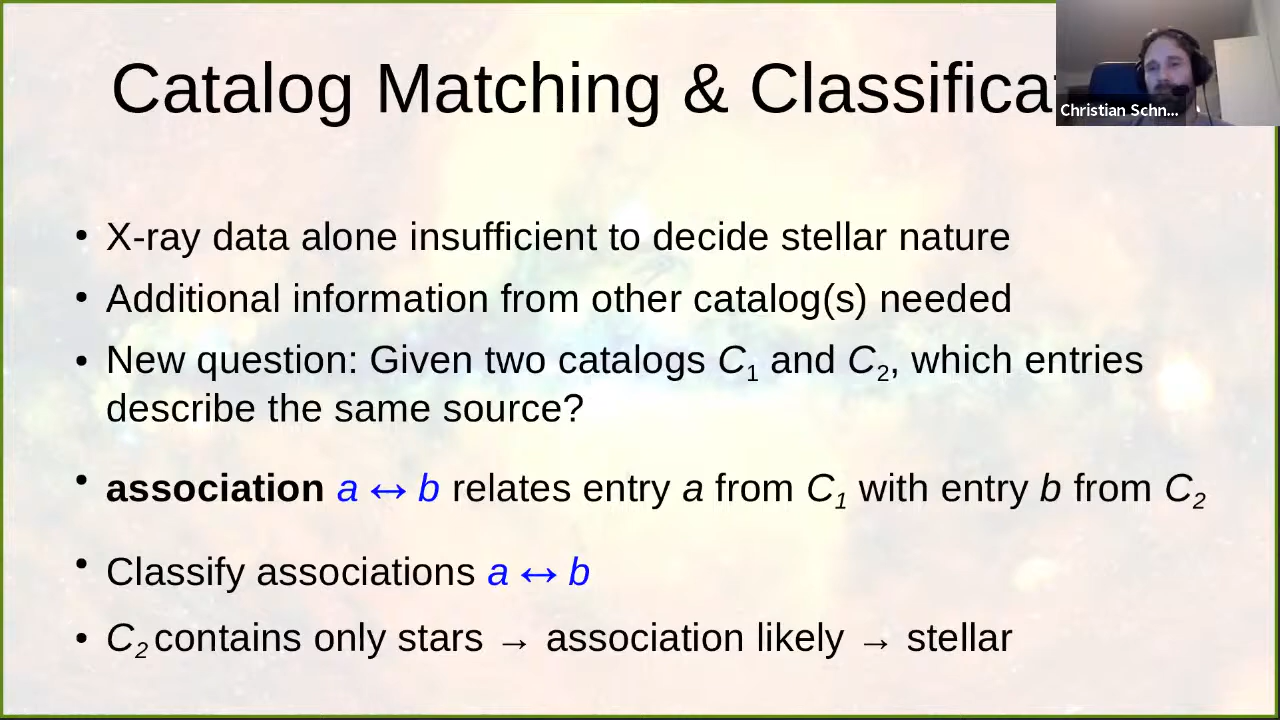 Catalog Matching & Classifica
Christian Schn...
• X-ray data alone insufficient to decide stellar nature
• Additional information from other catalog(s) needed
• New question: Given two catalogs C₁ and C₂, which entries
describe the same source?
• association a ↔ b relates entry a from C₁ with entry b from C₂
• Classify associations a ↔ b
• C₂ contains only stars → association likely → stellar